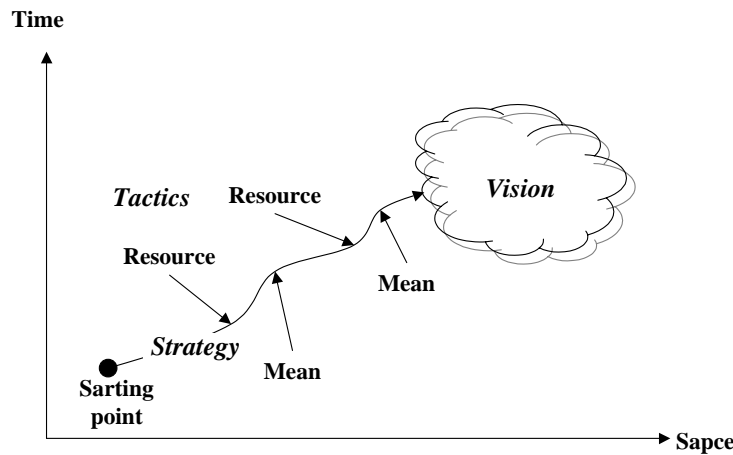 Time
Tactics
Resource
Vision
Resource
Mean
Strategy
Mean
Sarting
point
Sapce